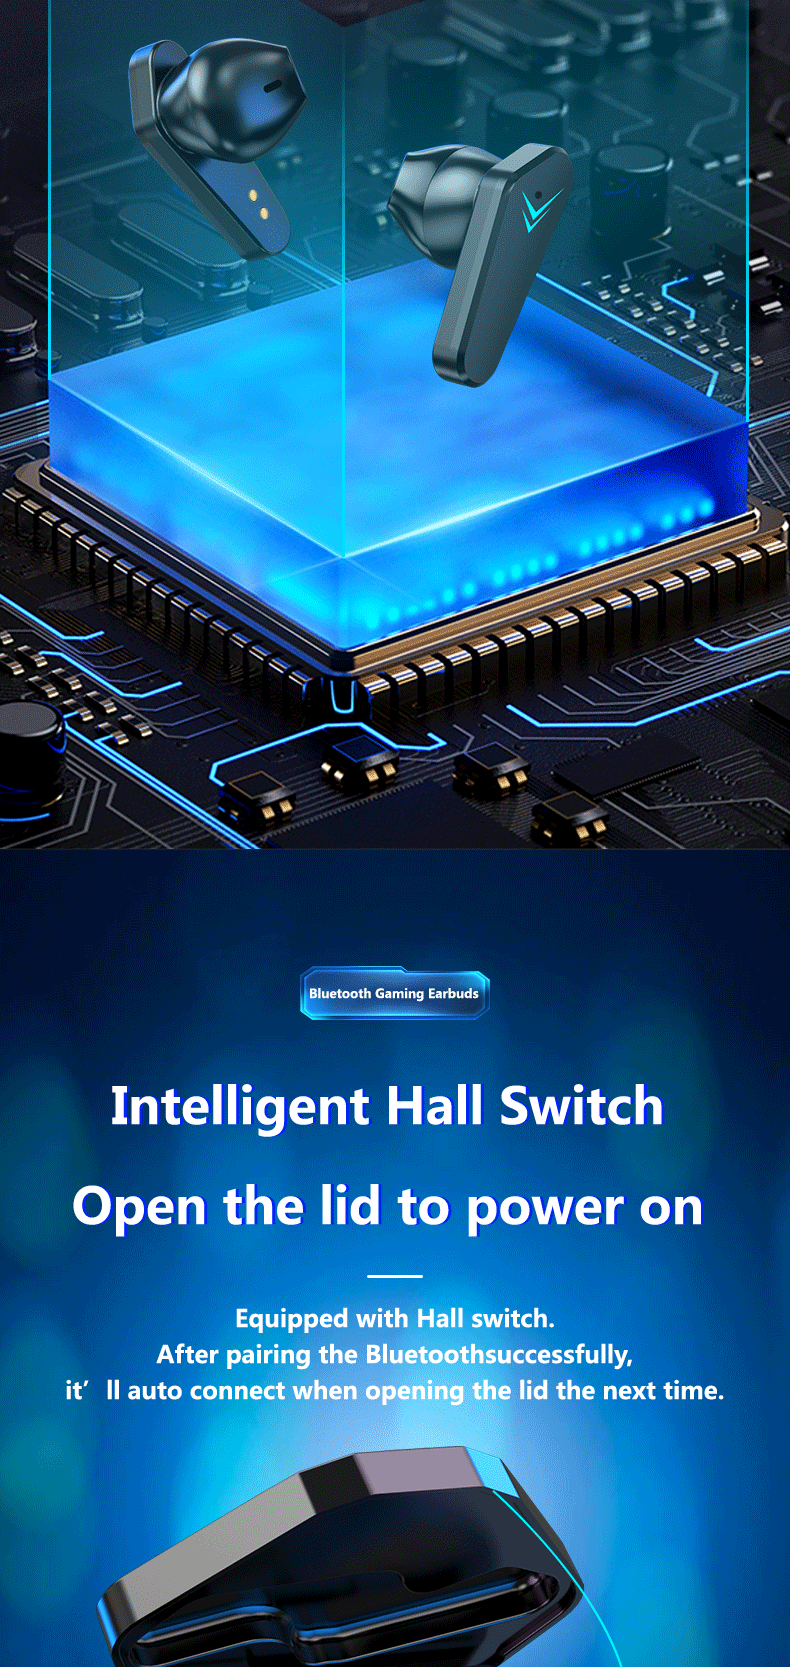 Bluetooth Gaming Earbuds
Intelligent Hall Switch
Open the lid to power on
Equipped with Hall switch.
After pairing the Bluetoothsuccessfully,
it’ ll auto connect when opening the lid the next time.